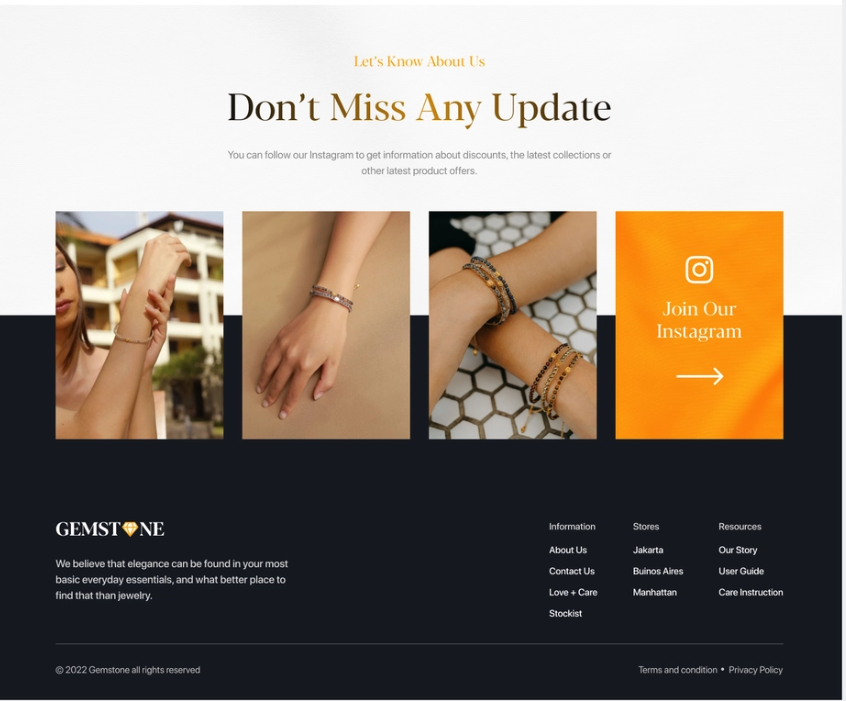 Let's Know About Us
Don't Miss Any Update
You can follow our Instagram to get information about discounts, the latest collections or
other latest product offers.
Join Our
Instagram
GEMSTONE
We believe that elegance can be found in your most
basic everyday essentials, and what better place to
find that than jewelry.
Information
About Us
Contact Us
Love + Care
Stockist
Stores
Jakarta
Buinos Aires
Manhattan
Resources
Our Story
User Guide
Care Instruction
© 2022 Gemstone all rights reserved
Terms and condition • Privacy Policy